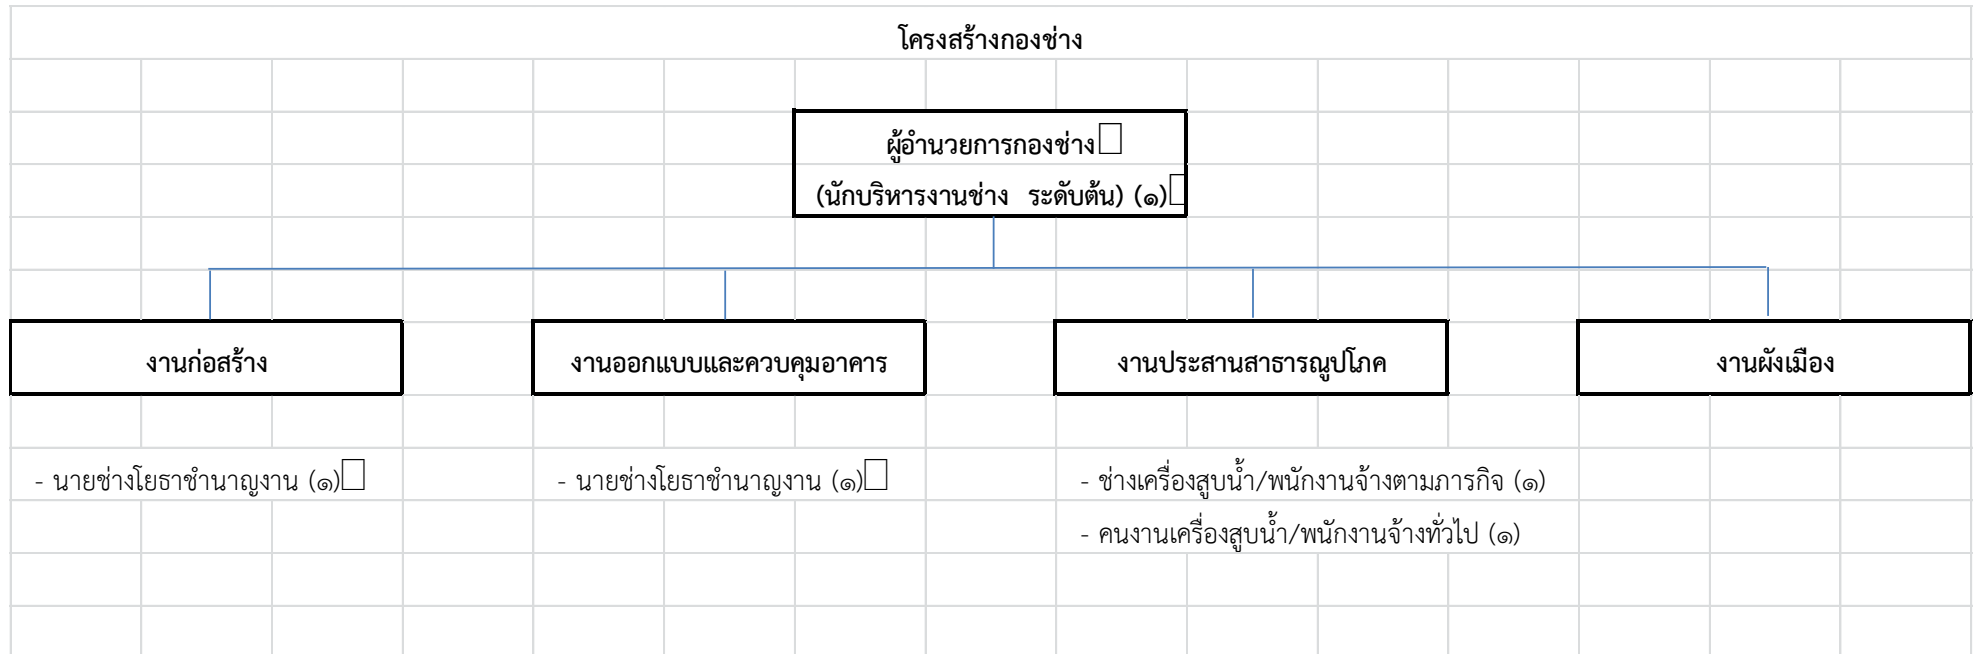 โครงสร้างกองช่าง
ผู้อำนวยการกองช่าง
(นักบริหารงานช่าง ระดับต้น) (๑)
งานก่อสร้าง
งานออกแบบและควบคุมอาคาร
งานประสานสาธารณูปโภค
งานผังเมือง
- นายช่างโยธาชำนาญงาน (๑)
- นายช่างโยธาชำนาญงาน (๑)
- ช่างเครื่องสูบน้ำ/พนักงานจ้างตามภารกิจ (๑)
- คนงานเครื่องสูบน้ำ/พนักงานจ้างทั่วไป (๑)